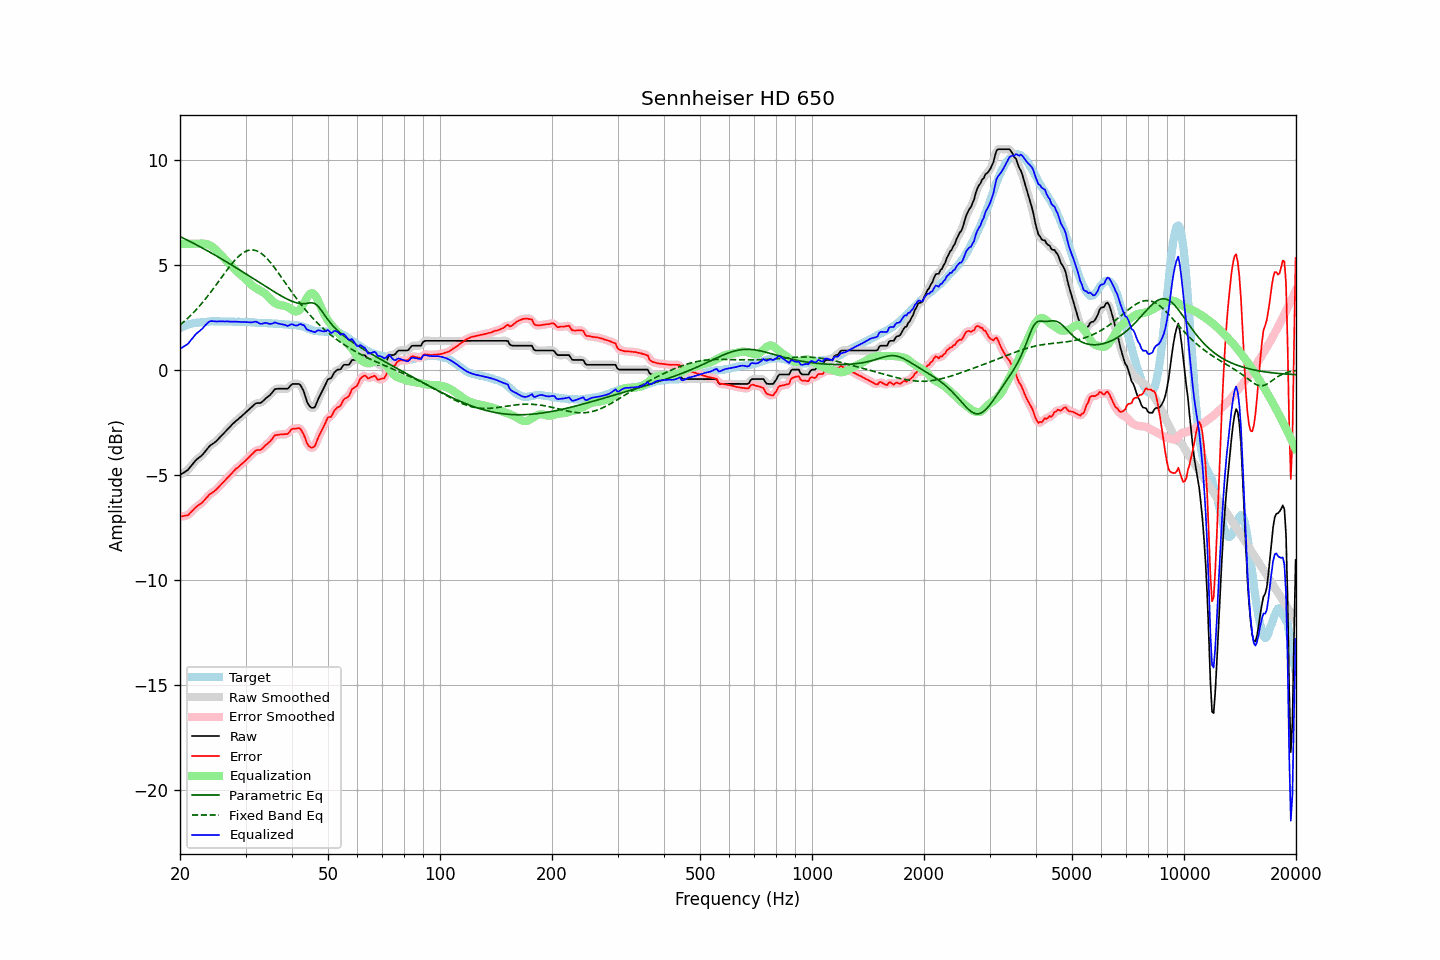 Sennheiser HD 650
Amplitude (dBr)
10
5
0
−5
−10
−15
−20
Target
Raw Smoothed
Error Smoothed
Raw
Error
Equalization
Parametric Eq
Fixed Band Eq
Equalized
20 50 100 200 500 1000 2000 5000 10000 20000
Frequency (Hz)